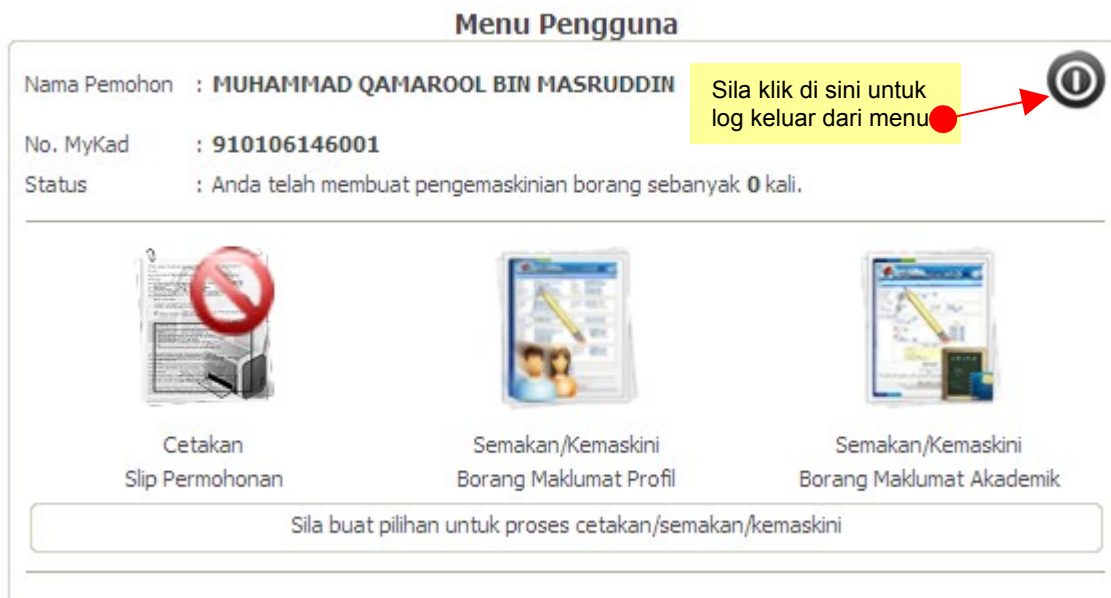 Menu Pengguna
Nama Pemohon : MUHAMMAD QAMAROOL BIN MASRUDDIN
Sila klik di sini untuk
log keluar dari menu
No. MyKad : 910106146001
Status : Anda telah membuat pengemaskinian borang sebanyak 0 kali.
Cetakan
Slip Permohonan
Semakan/Kemaskini
Borang Maklumat Profil
Semakan/Kemaskini
Borang Maklumat Akademik
Sila buat pilihan untuk proses cetakan/semakan/kemaskini